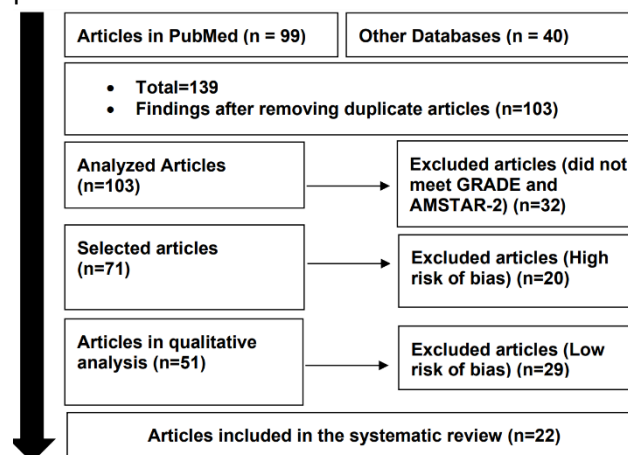 Articles in PubMed (n = 99)
Other Databases (n = 40)
• Total=139
• Findings after removing duplicate articles (n=103)
Analyzed Articles
(n=103)
Excluded articles (did not
meet GRADE and
AMSTAR-2) (n=32)
Selected articles
(n=71)
Excluded articles (High
risk of bias) (n=20)
Articles in qualitative
analysis (n=51)
Excluded articles (Low
risk of bias) (n=29)
Articles included in the systematic review (n=22)